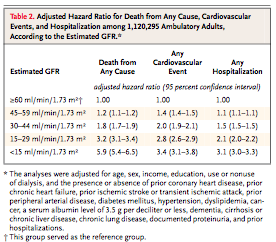 Table 2. Adjusted Hazard Ratio for Death from Any Cause, Cardiovascular
Events, and Hospitalization among 1,120,295 Ambulatory Adults,
According to the Estimated GFR.*
Estimated GFR
Death from
Any Cause
Any
Cardiovascular
Event
Any
Hospitalization
adjusted hazard ratio (95 percent confidence interval)
≥60 ml/min/1.73 m²† 1.00 1.00 1.00
45–59 ml/min/1.73 m² 1.2 (1.1–1.2) 1.4 (1.4–1.5) 1.1 (1.1–1.1)
30–44 ml/min/1.73 m² 1.8 (1.7–1.9) 2.0 (1.9–2.1) 1.5 (1.5–1.5)
15–29 ml/min/1.73 m² 3.2 (3.1–3.4) 2.8 (2.6–2.9) 2.1 (2.0–2.2)
<15 ml/min/1.73 m² 5.9 (5.4–6.5) 3.4 (3.1–3.8) 3.1 (3.0–3.3)
* The analyses were adjusted for age, sex, income, education, use or nonuse
of dialysis, and the presence or absence of prior coronary heart disease, prior
chronic heart failure, prior ischemic stroke or transient ischemic attack, prior
peripheral arterial disease, diabetes mellitus, hypertension, dyslipidemia, can-
cer, a serum albumin level of 3.5 g per deciliter or less, dementia, cirrhosis or
chronic liver disease, chronic lung disease, documented proteinuria, and prior
hospitalizations.
† This group served as the reference group.